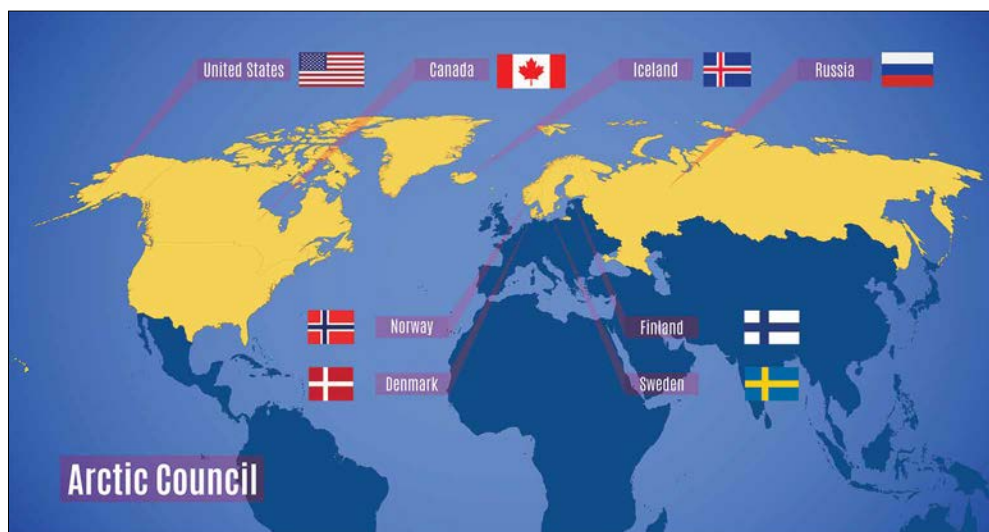 United States
Canada
Iceland
Russia
Norway
Finland
Denmark
Sweden
Arctic Council